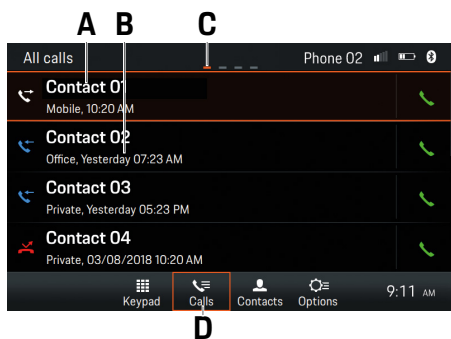 A B C
All calls Phone 02
Contact 01
Mobile, 10:20 AM
Contact 02
Office, Yesterday 07:23 AM
Contact 03
Private, Yesterday 05:23 PM
Contact 04
Private, 03/08/2018 10:20 AM
Keypad Calls Contacts Options 9:11 AM
D